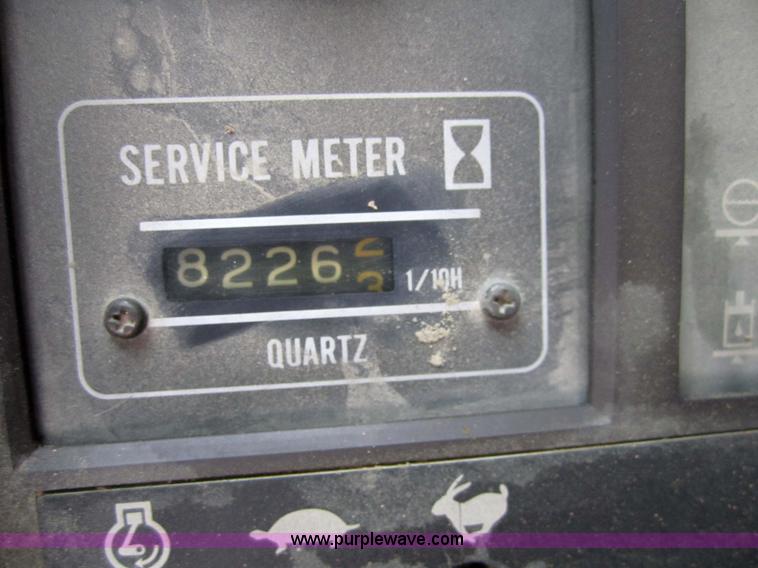 SERVICE METER
8226
1/10H
QUARTZ
www.purplewave.com